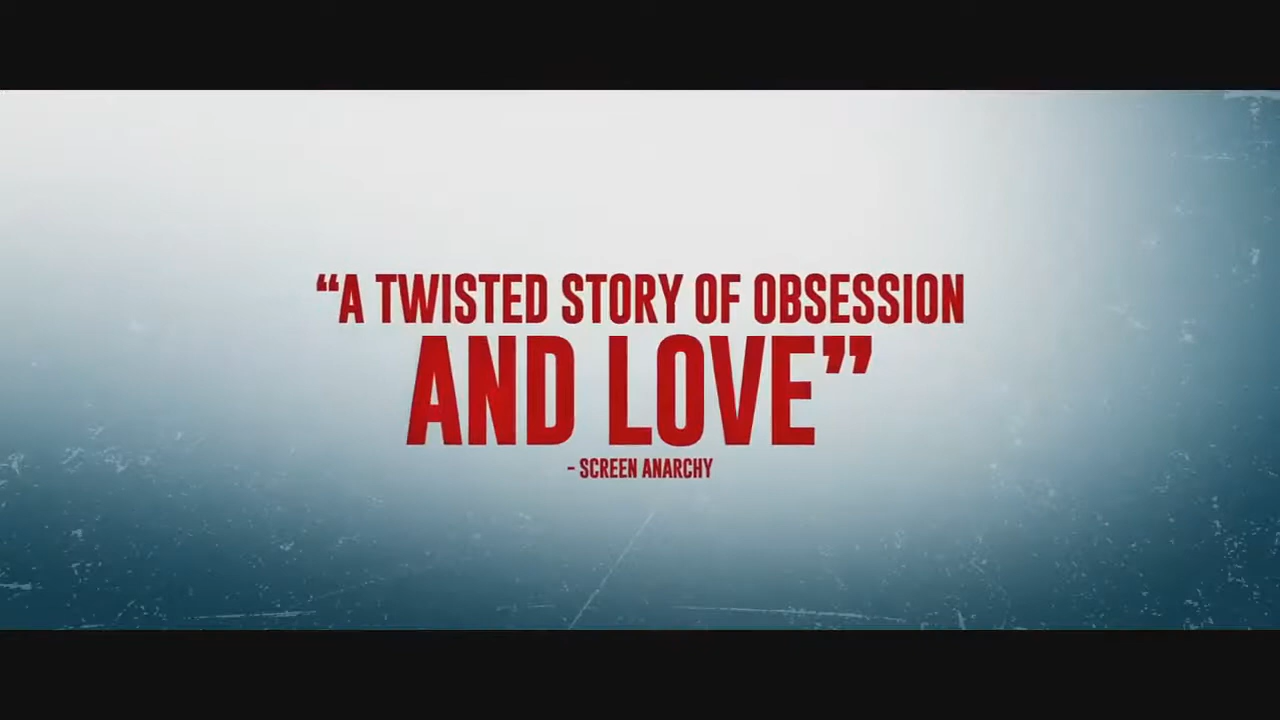 “A TWISTED STORY OF OBSESSION
AND LOVE”
- SCREEN ANARCHY